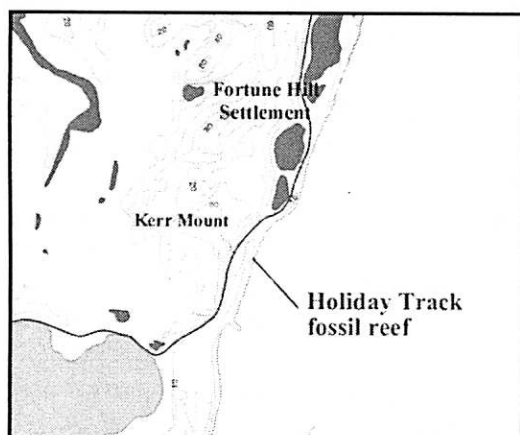 Fortune Hill
Settlement
Kerr Mount
Holiday Track
fossil reef